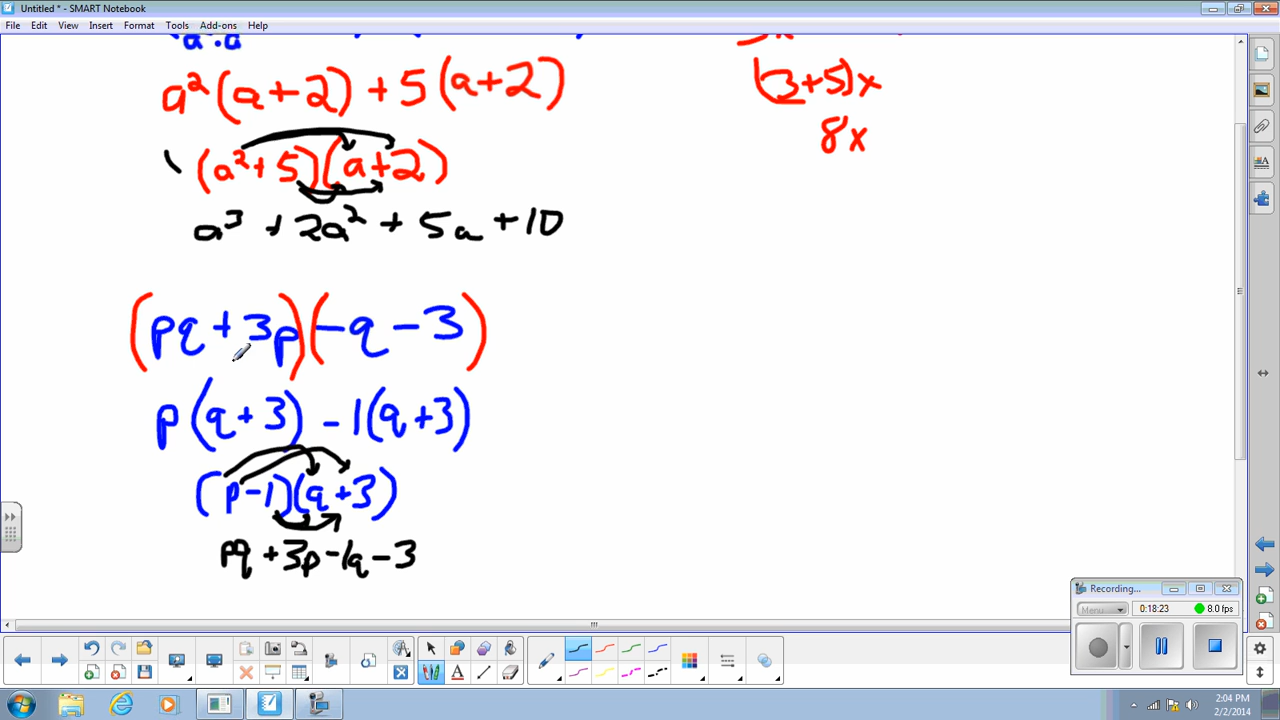 Untitled * - SMART Notebook
File Edit View Insert Format Tools Add-ons Help
a²(a+2) + 5(a+2)
(3+5)x
8x
(a²+5)(a+2)
a³ + 2a² + 5a + 10
(pq + 3p)(-q - 3)
p(q+3) - 1(q+3)
(p-1)(q+3)
pq + 3p - 1q - 3
Recording...
Menu 0:18:23 8.0 fps
2:04 PM
2/2/2014